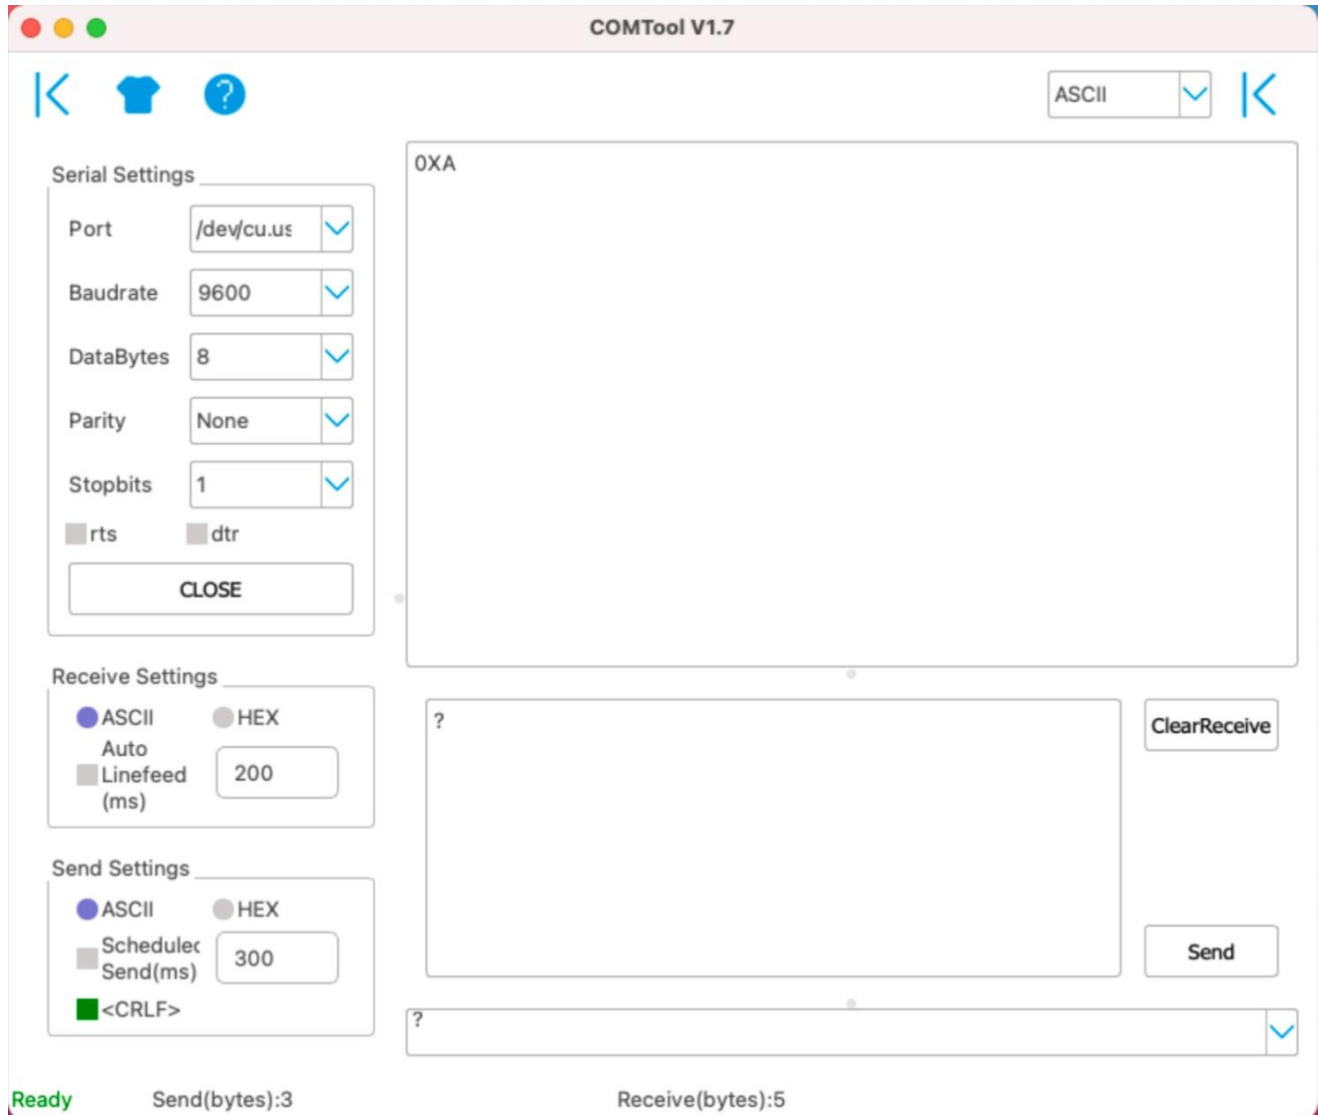 COMTool V1.7
?
ASCII
Serial Settings
Port
/dev/cu.us
Baudrate
9600
DataBytes
8
Parity
None
Stopbits
1
rts
dtr
CLOSE
0XA
Receive Settings
ASCII
HEX
Auto
Linefeed
(ms)
200
?
ClearReceive
Send Settings
ASCII
HEX
Scheduled
Send(ms)
300
<CRLF>
Send
?
Ready
Send(bytes):3
Receive(bytes):5